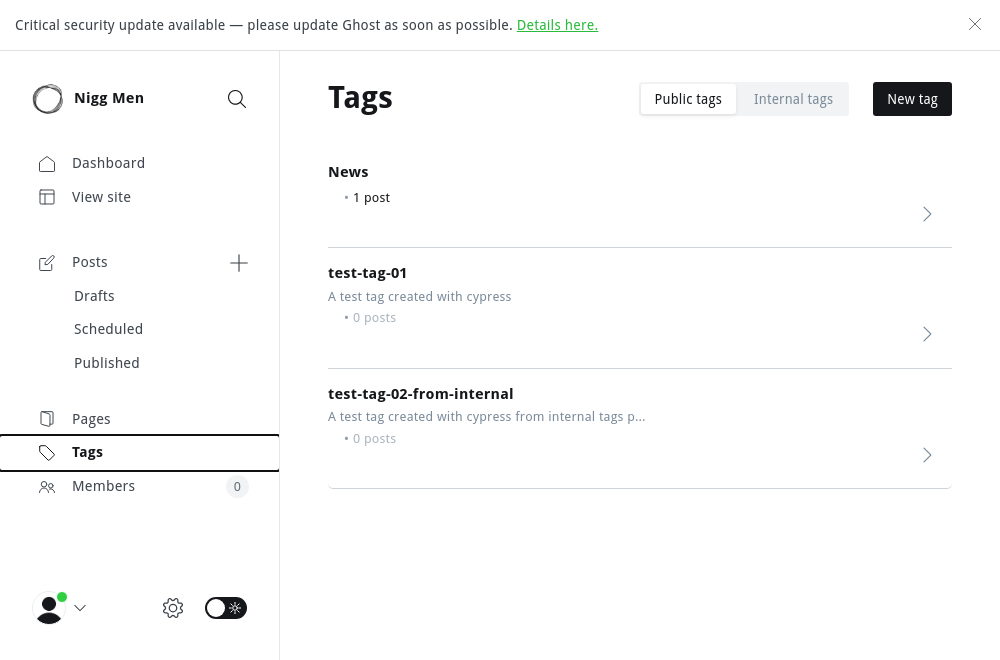 Critical security update available — please update Ghost as soon as possible. Details here.
Nigg Men
Dashboard
View site
Posts
Drafts
Scheduled
Published
Pages
Tags
Members 0
Tags
Public tags Internal tags New tag
News
• 1 post
test-tag-01
A test tag created with cypress
• 0 posts
test-tag-02-from-internal
A test tag created with cypress from internal tags p...
• 0 posts